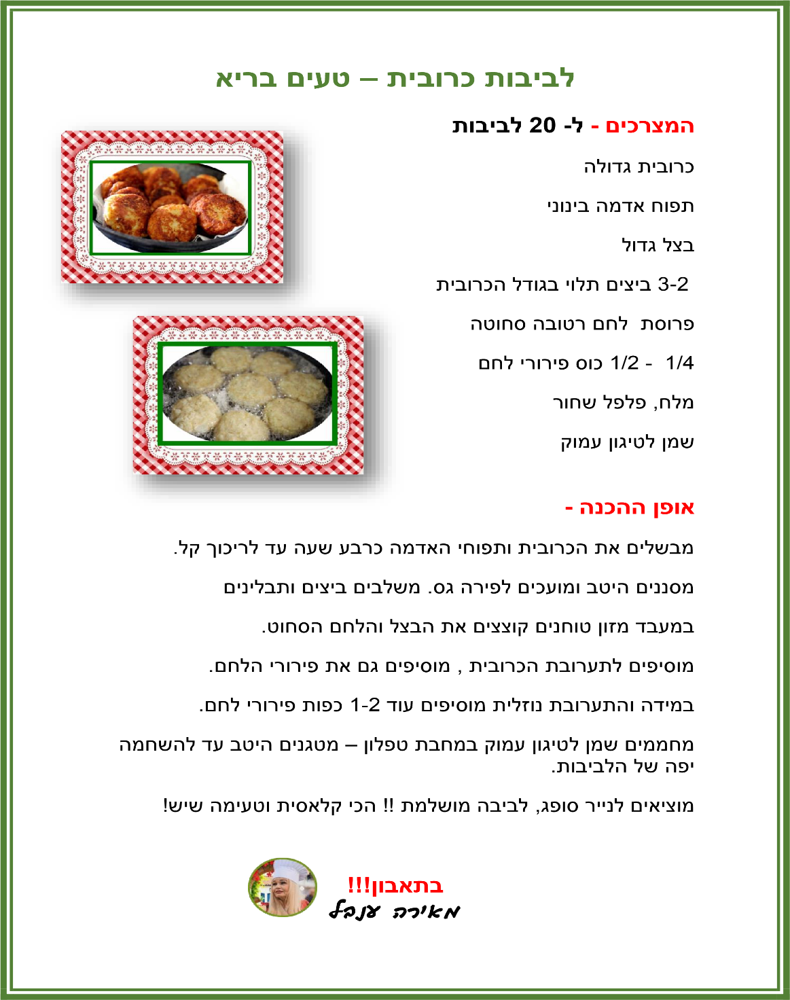 לביבות כרובית – טעים בריא
המצרכים - ל- 20 לביבות
כרובית גדולה
תפוח אדמה בינוני
בצל גדול
3-2 ביצים תלוי בגודל הכרובית
פרוסת  לחם רטובה סחוטה
1/4  - 1/2 כוס פירורי לחם
מלח, פלפל שחור
שמן לטיגון עמוק
אופן ההכנה -
מבשלים את הכרובית ותפוחי האדמה כרבע שעה עד לריכוך קל.
מסננים היטב ומועכים לפירה גס. משלבים ביצים ותבלינים
במעבד מזון טוחנים קוצצים את הבצל והלחם הסחוט.
מוסיפים לתערובת הכרובית , מוסיפים גם את פירורי הלחם.
במידה והתערובת נוזלית מוסיפים עוד 1-2 כפות פירורי לחם.
מחממים שמן לטיגון עמוק במחבת טפלון – מטגנים היטב עד להשחמה
יפה של הלביבות.
מוציאים לנייר סופג, לביבה מושלמת !! הכי קלאסית וטעימה שיש!
בתאבון!!!
מאירה ענבל